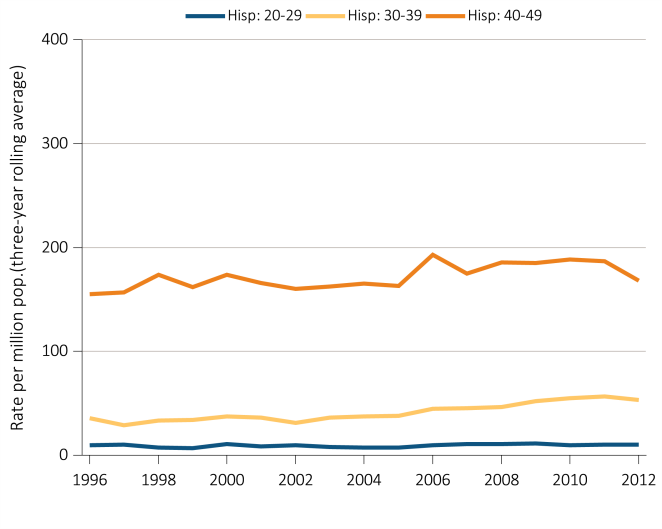 Hisp: 20-29 Hisp: 30-39 Hisp: 40-49
Rate per million pop.(three-year rolling average)
400
300
200
100
0
1996 1998 2000 2002 2004 2006 2008 2010 2012